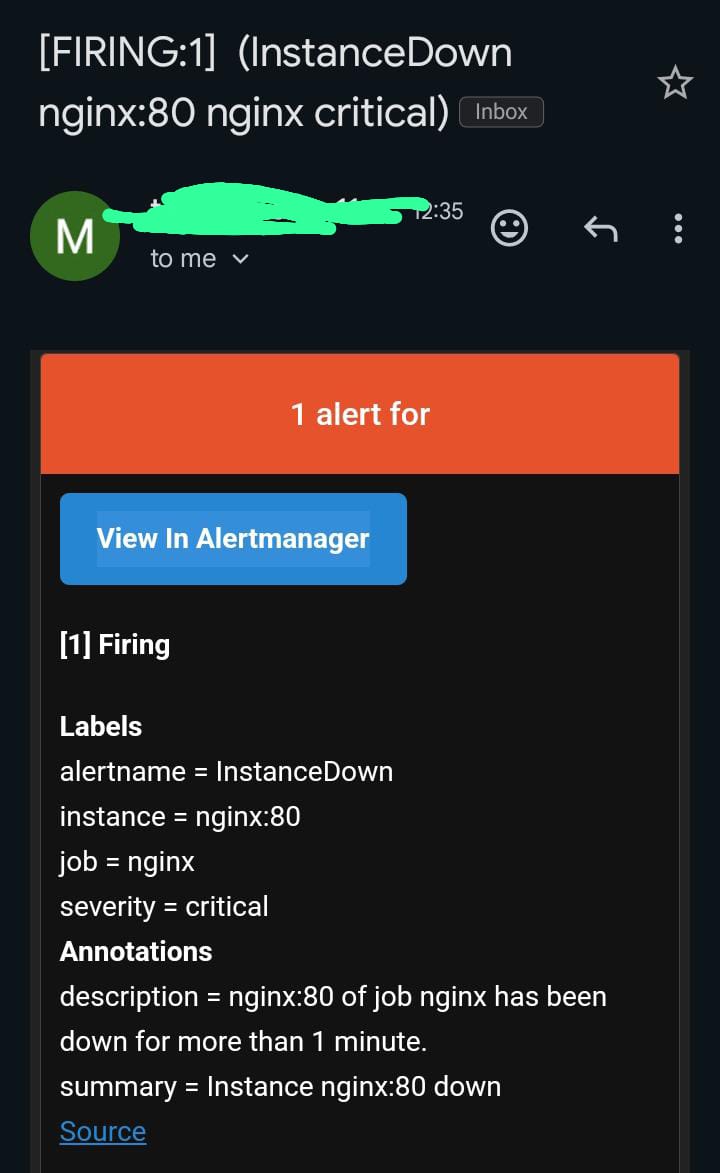 [FIRING:1] (InstanceDown
nginx:80 nginx critical) Inbox
M
12:35
to me
1 alert for
View In Alertmanager
[1] Firing
Labels
alertname = InstanceDown
instance = nginx:80
job = nginx
severity = critical
Annotations
description = nginx:80 of job nginx has been
down for more than 1 minute.
summary = Instance nginx:80 down
Source